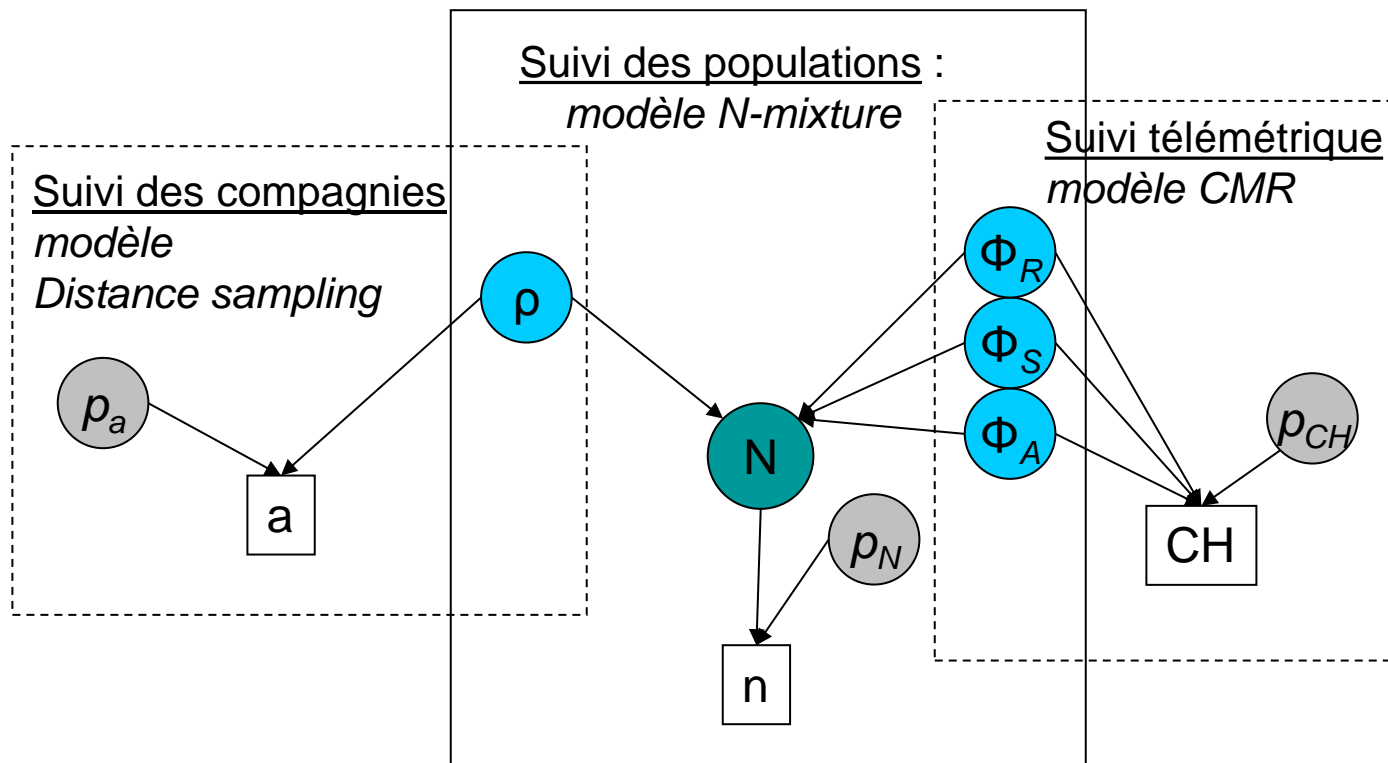 Suivi des populations :
modèle N-mixture
Suivi des compagnies
modèle
Distance sampling
Suivi télémétrique
modèle CMR
ρ
Φ_R
Φ_S
Φ_A
p_a
p_CH
N
a
p_N
CH
n